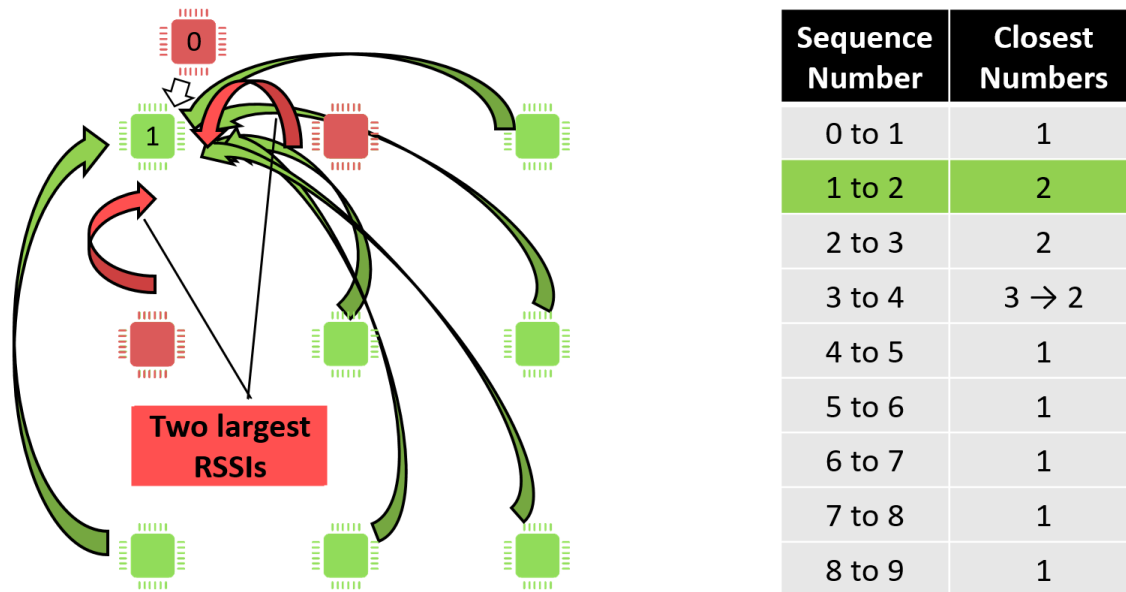 0
1
Two largest
RSSIs
Sequence Number Closest Numbers
0 to 1 1
1 to 2 2
2 to 3 2
3 to 4 3 → 2
4 to 5 1
5 to 6 1
6 to 7 1
7 to 8 1
8 to 9 1